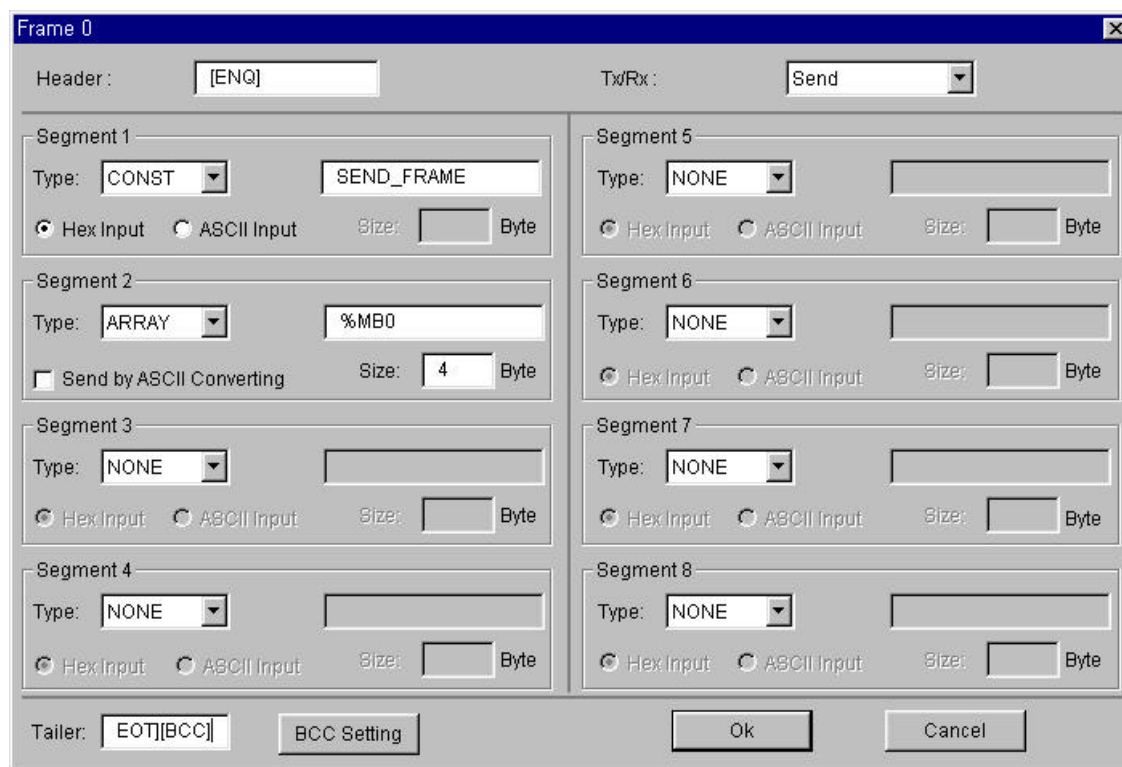 Frame 0
Header : [ENQ] Tx/Rx : Send
Segment 1
Type: CONST SEND_FRAME
Hex Input ASCII Input Size: Byte
Segment 2
Type: ARRAY %MB0
Send by ASCII Converting Size: 4 Byte
Segment 3
Type: NONE
Hex Input ASCII Input Size: Byte
Segment 4
Type: NONE
Hex Input ASCII Input Size: Byte
Segment 5
Type: NONE
Hex Input ASCII Input Size: Byte
Segment 6
Type: NONE
Hex Input ASCII Input Size: Byte
Segment 7
Type: NONE
Hex Input ASCII Input Size: Byte
Segment 8
Type: NONE
Hex Input ASCII Input Size: Byte
Tailer: EOT][BCC] BCC Setting Ok Cancel